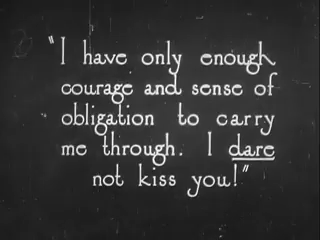 "I have only enough
courage and sense of
obligation to carry
me through. I dare
not kiss you!"